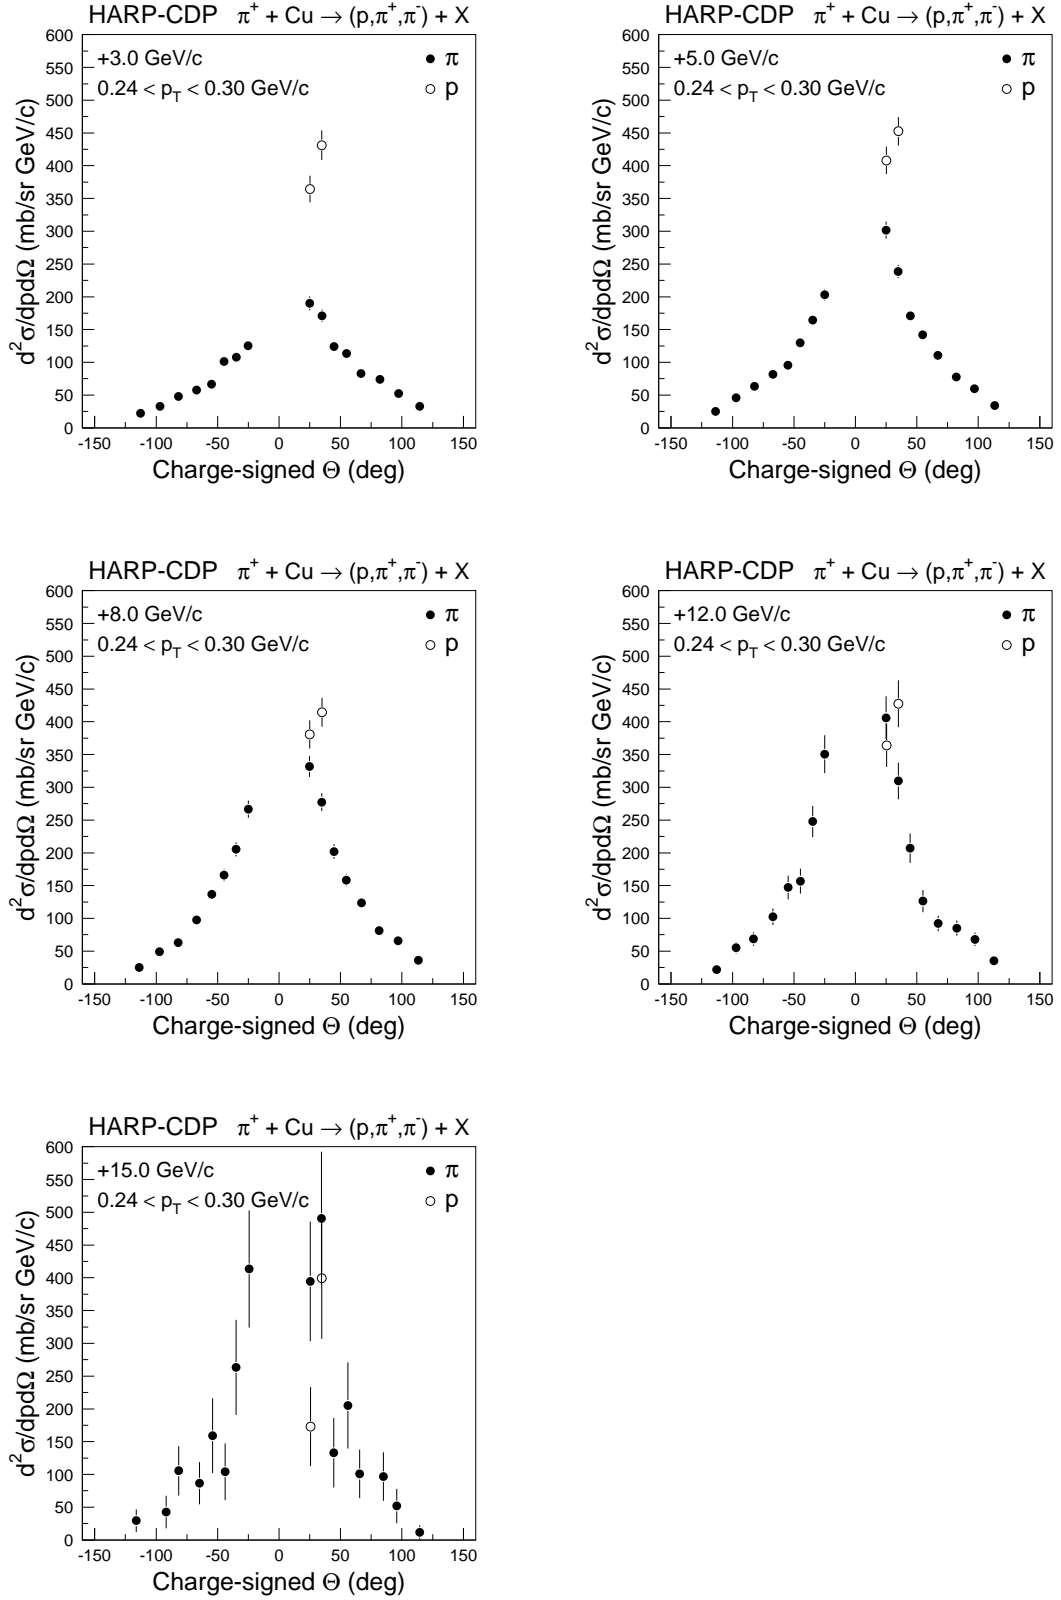 HARP-CDP π⁺ + Cu → (p,π⁺,π⁻) + X
+3.0 GeV/c
0.24 < p_T < 0.30 GeV/c
π
p
600
550
500
450
400
350
300
250
200
150
100
50
0
-150 -100 -50 0 50 100 150
d²σ/dpdΩ (mb/sr GeV/c)
Charge-signed Θ (deg)
HARP-CDP π⁺ + Cu → (p,π⁺,π⁻) + X
+5.0 GeV/c
0.24 < p_T < 0.30 GeV/c
π
p
600
550
500
450
400
350
300
250
200
150
100
50
0
-150 -100 -50 0 50 100 150
d²σ/dpdΩ (mb/sr GeV/c)
Charge-signed Θ (deg)
HARP-CDP π⁺ + Cu → (p,π⁺,π⁻) + X
+8.0 GeV/c
0.24 < p_T < 0.30 GeV/c
π
p
600
550
500
450
400
350
300
250
200
150
100
50
0
-150 -100 -50 0 50 100 150
d²σ/dpdΩ (mb/sr GeV/c)
Charge-signed Θ (deg)
HARP-CDP π⁺ + Cu → (p,π⁺,π⁻) + X
+12.0 GeV/c
0.24 < p_T < 0.30 GeV/c
π
p
600
550
500
450
400
350
300
250
200
150
100
50
0
-150 -100 -50 0 50 100 150
d²σ/dpdΩ (mb/sr GeV/c)
Charge-signed Θ (deg)
HARP-CDP π⁺ + Cu → (p,π⁺,π⁻) + X
+15.0 GeV/c
0.24 < p_T < 0.30 GeV/c
π
p
600
550
500
450
400
350
300
250
200
150
100
50
0
-150 -100 -50 0 50 100 150
d²σ/dpdΩ (mb/sr GeV/c)
Charge-signed Θ (deg)